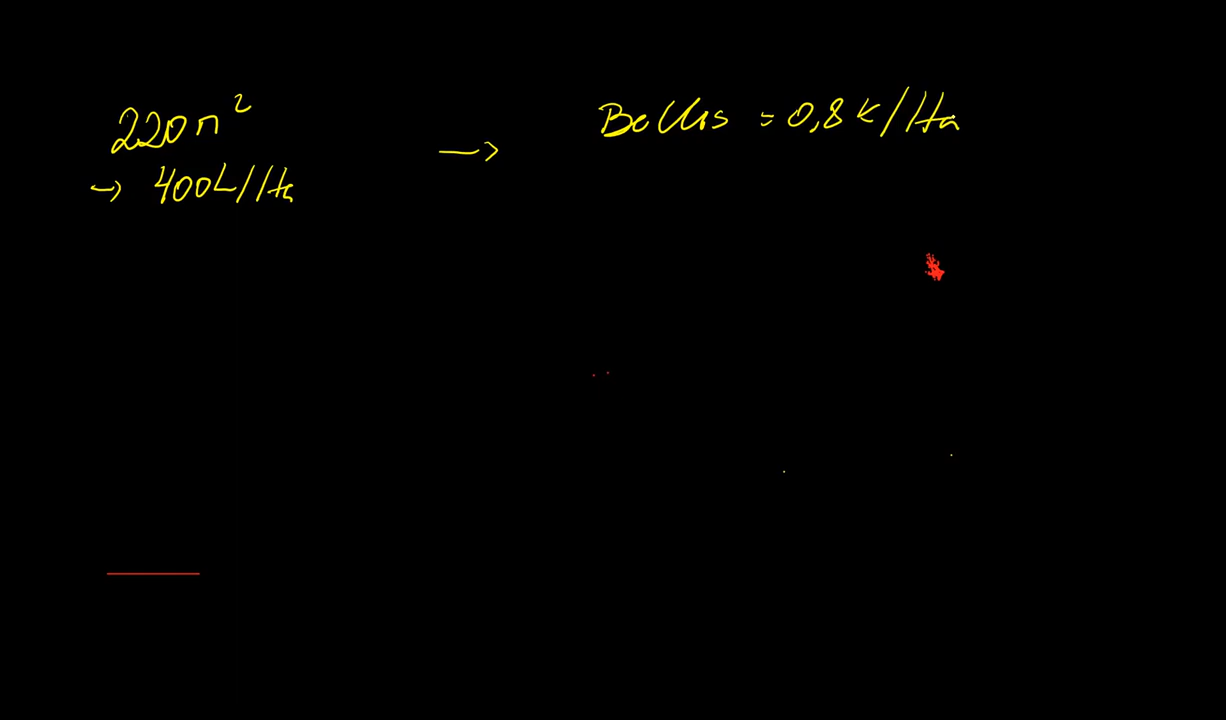 220m²
→ 400L/Ha
→ Bellis = 0,8 K/Ha